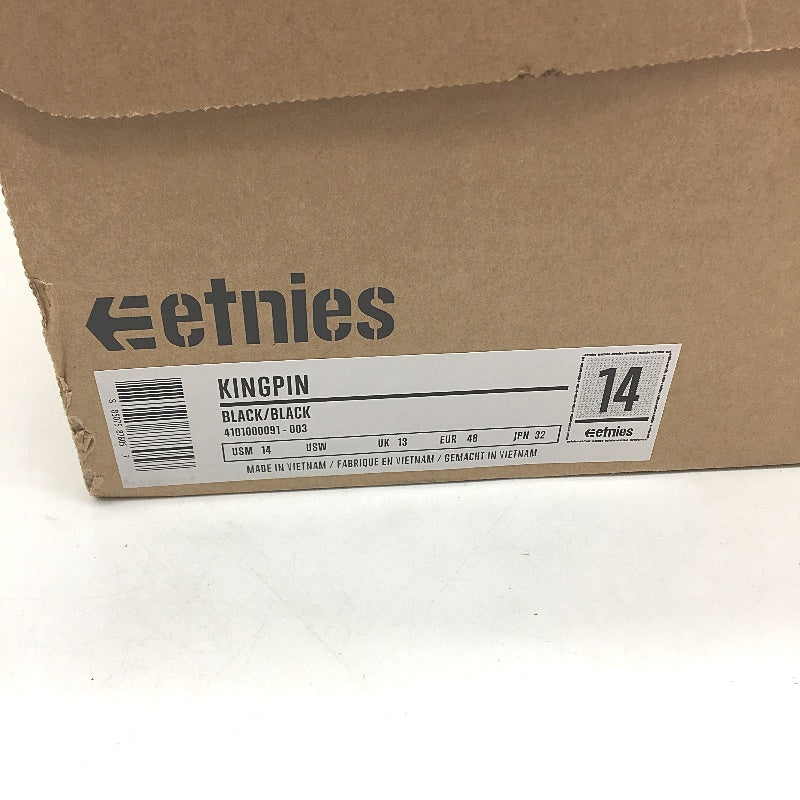 etnies
KINGPIN
BLACK/BLACK
4101000091-003
USM 14 USW UK 13 EUR 48 JPN 32
MADE IN VIETNAM / FABRIQUE EN VIETNAM / GEMACHT IN VIETNAM
14
etnies